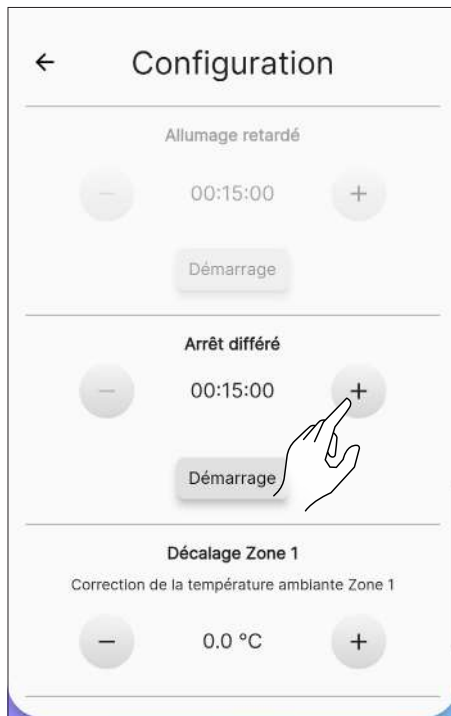 ← Configuration
Allumage retardé
− 00:15:00 +
Démarrage
Arrêt différé
− 00:15:00 +
Démarrage
Décalage Zone 1
Correction de la température ambiante Zone 1
− 0.0 °C +